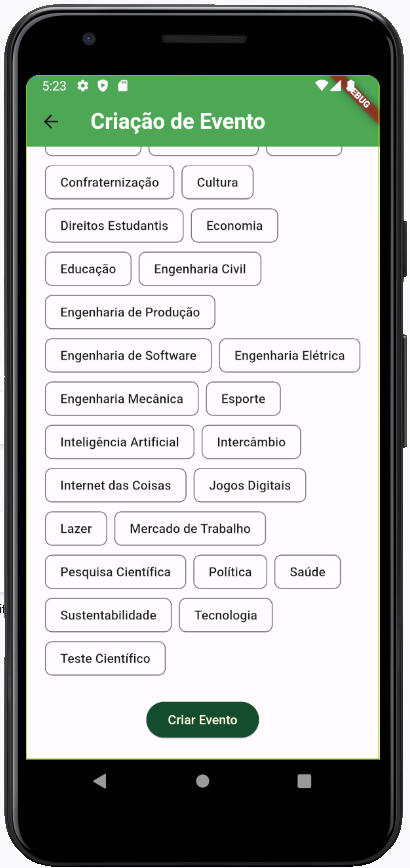 5:23
DEBUG
Criação de Evento
Confraternização Cultura
Direitos Estudantis Economia
Educação Engenharia Civil
Engenharia de Produção
Engenharia de Software Engenharia Elétrica
Engenharia Mecânica Esporte
Inteligência Artificial Intercâmbio
Internet das Coisas Jogos Digitais
Lazer Mercado de Trabalho
Pesquisa Científica Política Saúde
Sustentabilidade Tecnologia
Teste Científico
Criar Evento